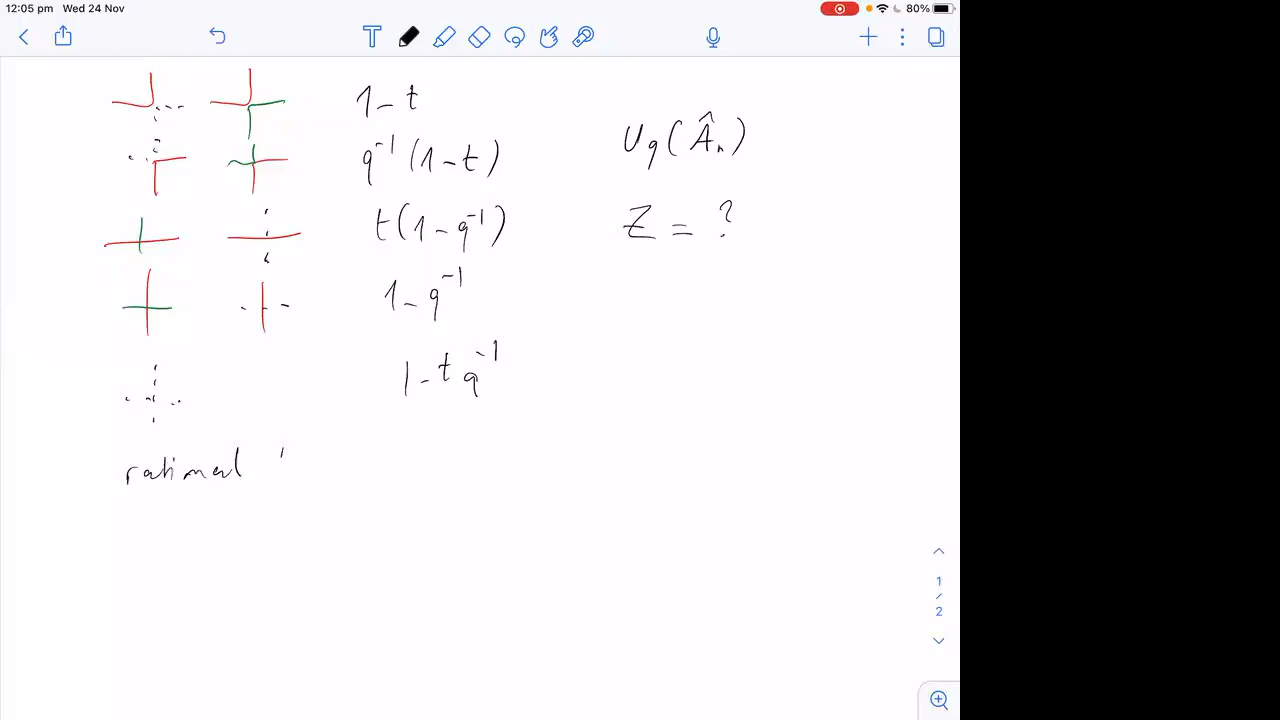 12:05 pm Wed 24 Nov
80%
1 - t
q⁻¹(1 - t)
t(1 - q⁻¹)
1 - q⁻¹
1 - t q⁻¹
rational
U_q(Â_n)
Z = ?
1
/
2